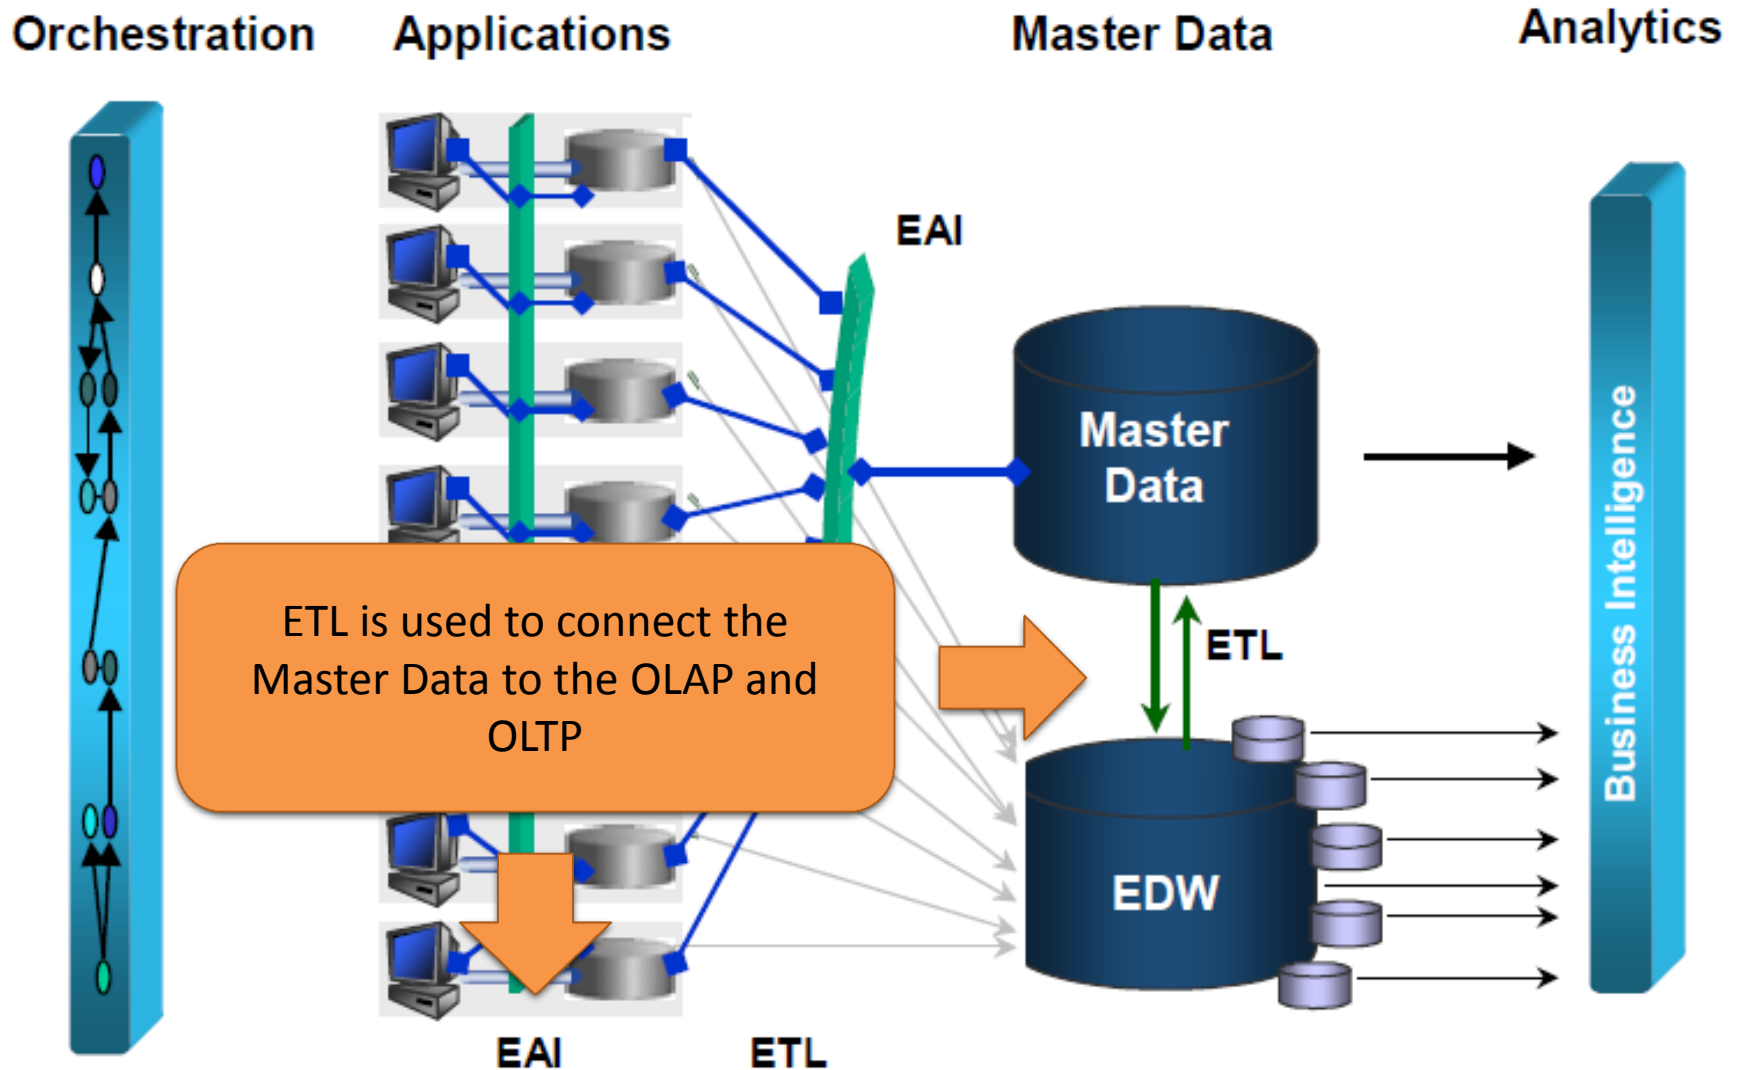 Orchestration
Applications
Master Data
Analytics
EAI
Master
Data
ETL is used to connect the
Master Data to the OLAP and
OLTP
ETL
EDW
Business Intelligence
EAI
ETL